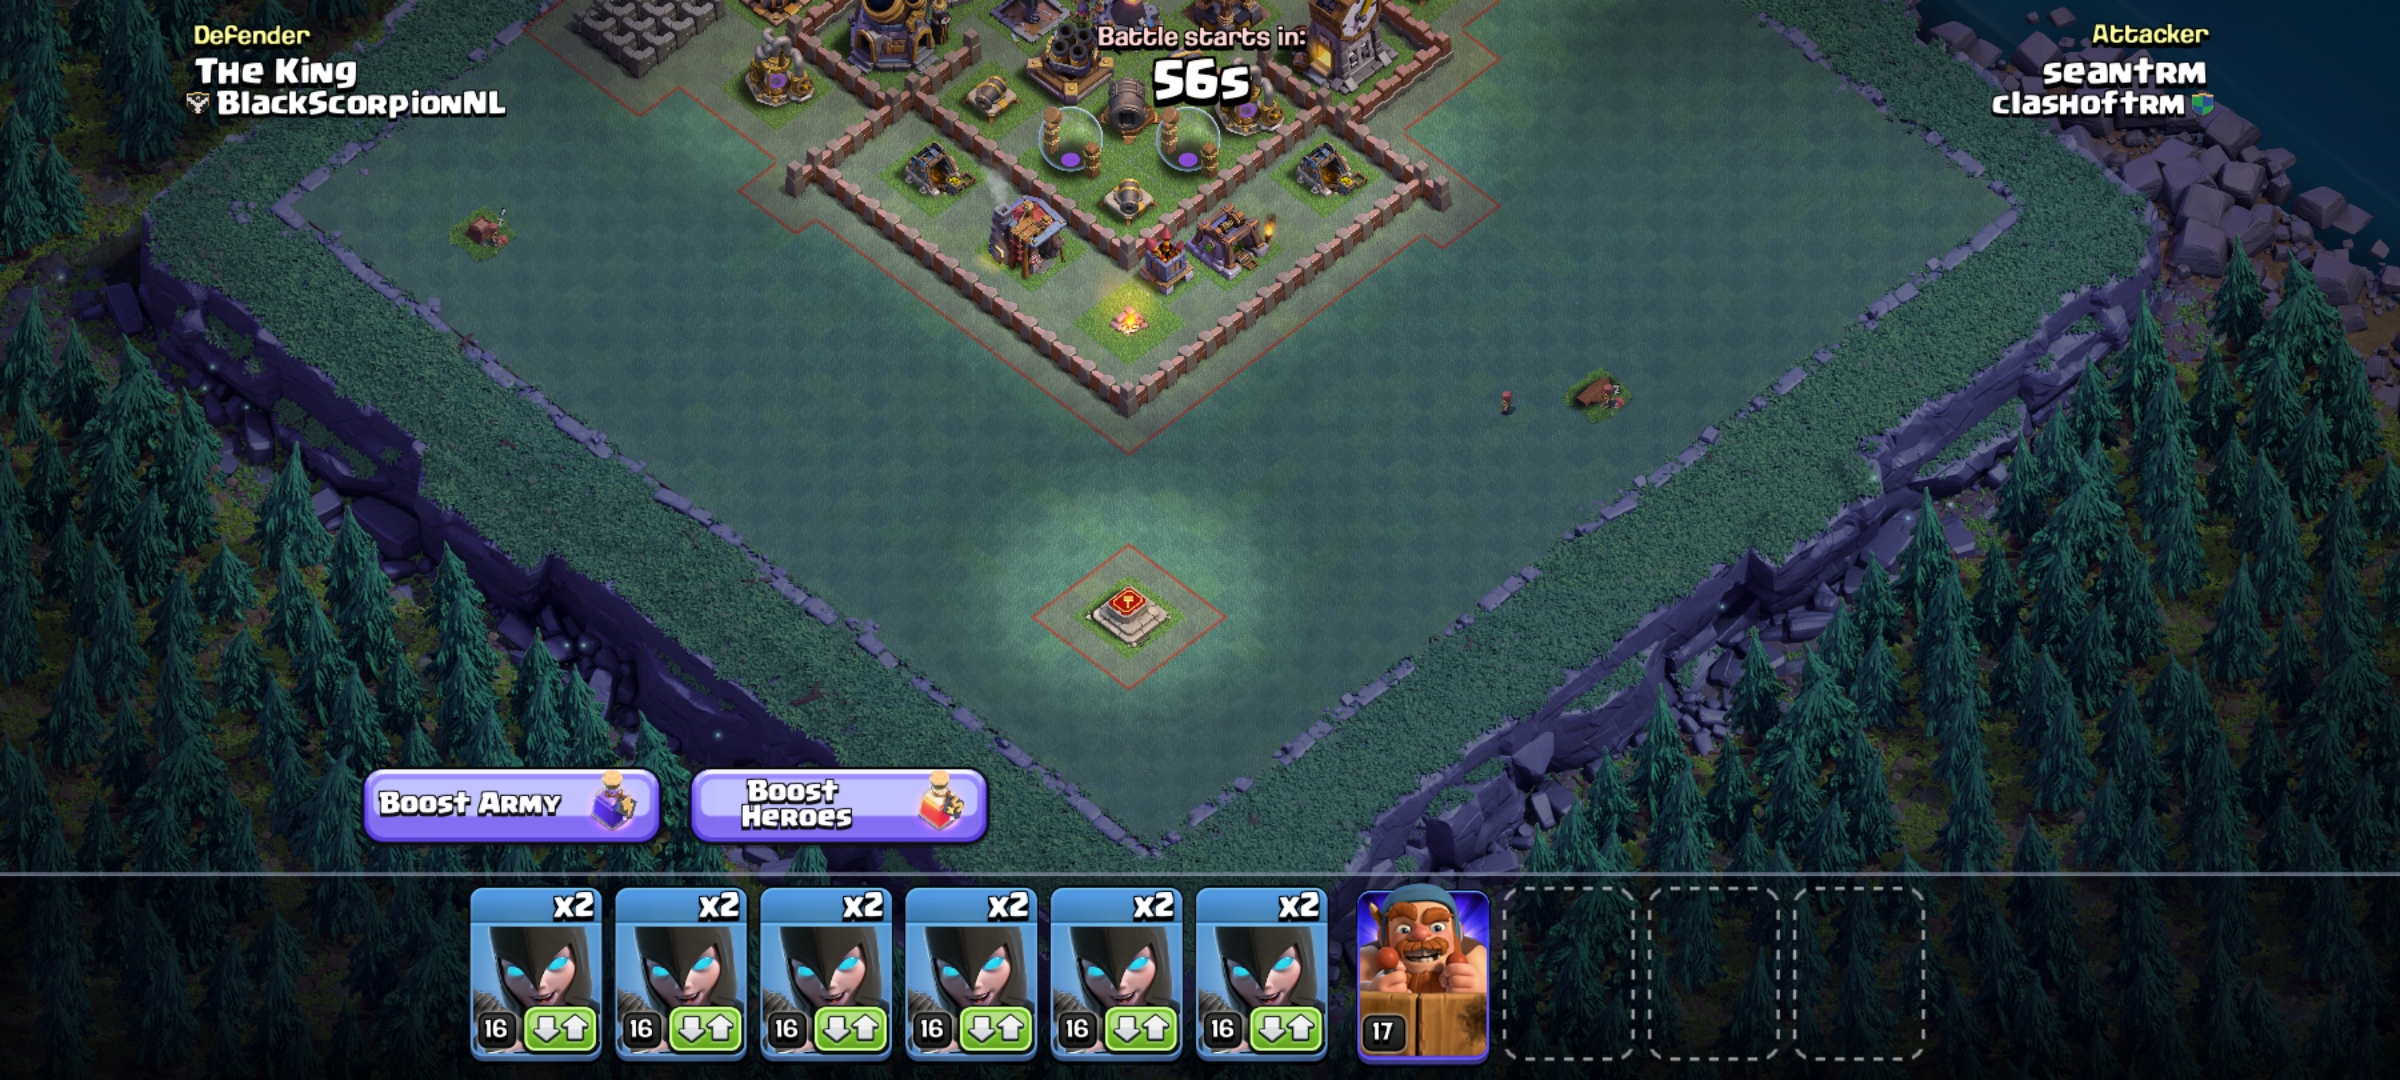 Defender
The King
BlackScorpionNL
Battle starts in:
56s
Attacker
seantRM
clashoftRM
Boost Army
Boost
Heroes
x2
x2
x2
x2
x2
x2
16
16
16
16
16
16
17